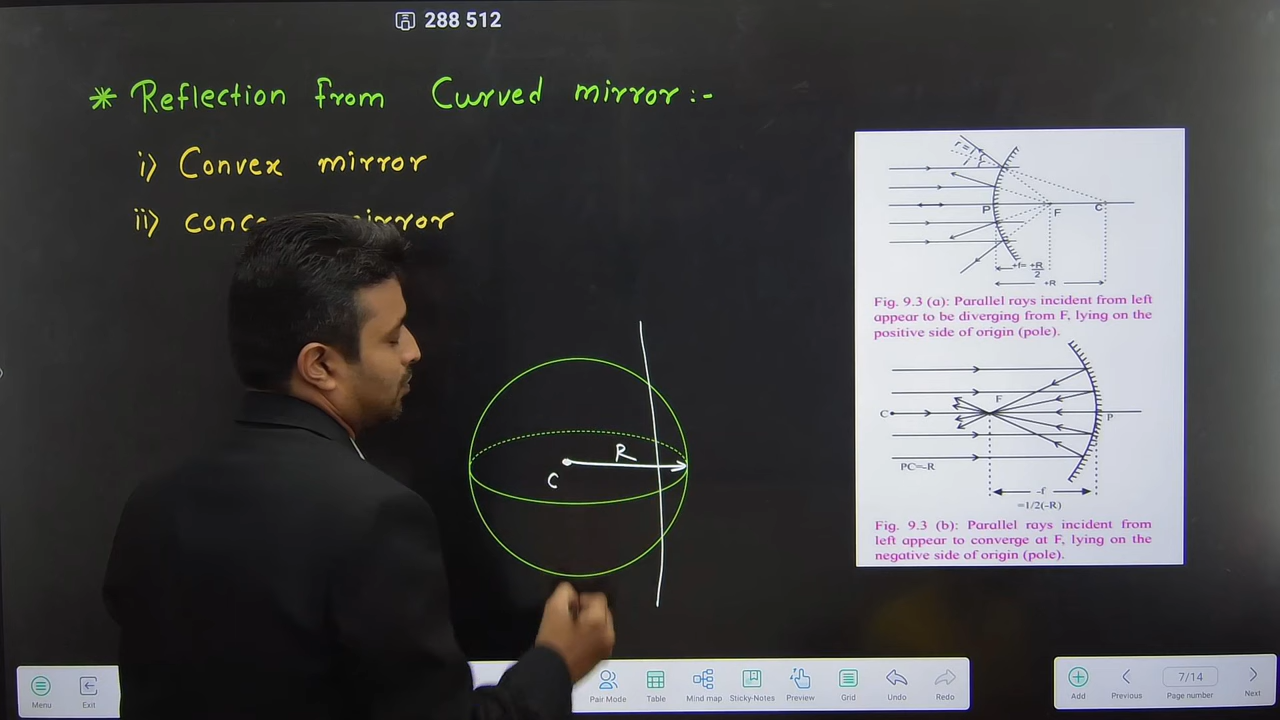 288 512
* Reflection from Curved mirror :-
i) Convex mirror
ii) mirror
P
F
C
+f= +R/2
+R
Fig. 9.3 (a): Parallel rays incident from left
appear to be diverging from F, lying on the
positive side of origin (pole).
R
C
F
C
P
PC=-R
-f
=1/2(-R)
Fig. 9.3 (b): Parallel rays incident from
left appear to converge at F, lying on the
negative side of origin (pole).
Menu
Exit
Pair Mode
Table
Mind map
Sticky-Notes
Preview
Grid
Undo
Redo
Add
Previous
7/14
Page number
Next